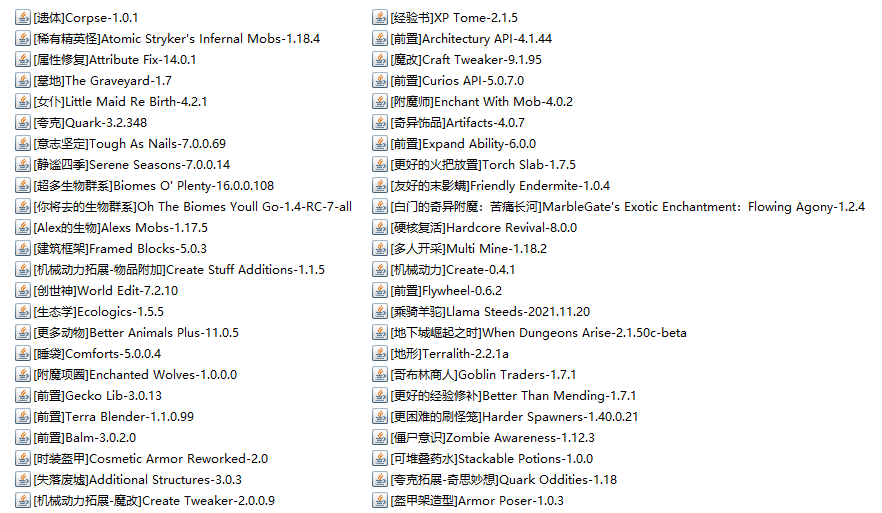 [遗体]Corpse-1.0.1
[稀有精英怪]Atomic Stryker's Infernal Mobs-1.18.4
[属性修复]Attribute Fix-14.0.1
[墓地]The Graveyard-1.7
[女仆]Little Maid Re Birth-4.2.1
[夸克]Quark-3.2.348
[意志坚定]Tough As Nails-7.0.0.69
[静谧四季]Serene Seasons-7.0.0.14
[超多生物群系]Biomes O' Plenty-16.0.0.108
[你将去的生物群系]Oh The Biomes Youll Go-1.4-RC-7-all
[Alex的生物]Alexs Mobs-1.17.5
[建筑框架]Framed Blocks-5.0.3
[机械动力拓展-物品附加]Create Stuff Additions-1.1.5
[创世神]World Edit-7.2.10
[生态学]Ecologics-1.5.5
[更多动物]Better Animals Plus-11.0.5
[睡袋]Comforts-5.0.0.4
[附魔项圈]Enchanted Wolves-1.0.0.0
[前置]Gecko Lib-3.0.13
[前置]Terra Blender-1.1.0.99
[前置]Balm-3.0.2.0
[时装盔甲]Cosmetic Armor Reworked-2.0
[失落废墟]Additional Structures-3.0.3
[机械动力拓展-魔改]Create Tweaker-2.0.0.9
[经验书]XP Tome-2.1.5
[前置]Architectury API-4.1.44
[魔改]Craft Tweaker-9.1.95
[前置]Curios API-5.0.7.0
[附魔师]Enchant With Mob-4.0.2
[奇异饰品]Artifacts-4.0.7
[前置]Expand Ability-6.0.0
[更好的火把放置]Torch Slab-1.7.5
[友好的末影螨]Friendly Endermite-1.0.4
[白门的奇异附魔：苦痛长河]MarbleGate's Exotic Enchantment：Flowing Agony-1.2.4
[硬核复活]Hardcore Revival-8.0.0
[多人开采]Multi Mine-1.18.2
[机械动力]Create-0.4.1
[前置]Flywheel-0.6.2
[乘骑羊驼]Llama Steeds-2021.11.20
[地下城崛起之时]When Dungeons Arise-2.1.50c-beta
[地形]Terralith-2.2.1a
[哥布林商人]Goblin Traders-1.7.1
[更好的经验修补]Better Than Mending-1.7.1
[更困难的刷怪笼]Harder Spawners-1.40.0.21
[僵尸意识]Zombie Awareness-1.12.3
[可堆叠药水]Stackable Potions-1.0.0
[夸克拓展-奇思妙想]Quark Oddities-1.18
[盔甲架造型]Armor Poser-1.0.3